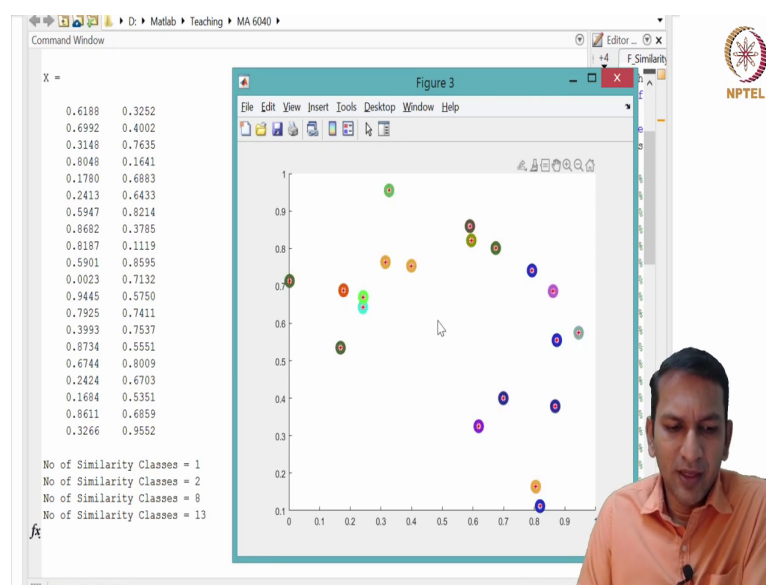 D: ▸ Matlab ▸ Teaching ▸ MA 6040 ▸
Command Window
Editor ...
+4 F_Similarity
NPTEL
X =
0.6188 0.3252
0.6992 0.4002
0.3148 0.7635
0.8048 0.1641
0.1780 0.6883
0.2413 0.6433
0.5947 0.8214
0.8682 0.3785
0.8187 0.1119
0.5901 0.8595
0.0023 0.7132
0.9445 0.5750
0.7925 0.7411
0.3993 0.7537
0.8734 0.5551
0.6744 0.8009
0.2424 0.6703
0.1684 0.5351
0.8611 0.6859
0.3266 0.9552
No of Similarity Classes = 1
No of Similarity Classes = 2
No of Similarity Classes = 8
No of Similarity Classes = 13
fx
Figure 3
File Edit View Insert Tools Desktop Window Help
1
0.9
0.8
0.7
0.6
0.5
0.4
0.3
0.2
0.1
0 0.1 0.2 0.3 0.4 0.5 0.6 0.7 0.8 0.9